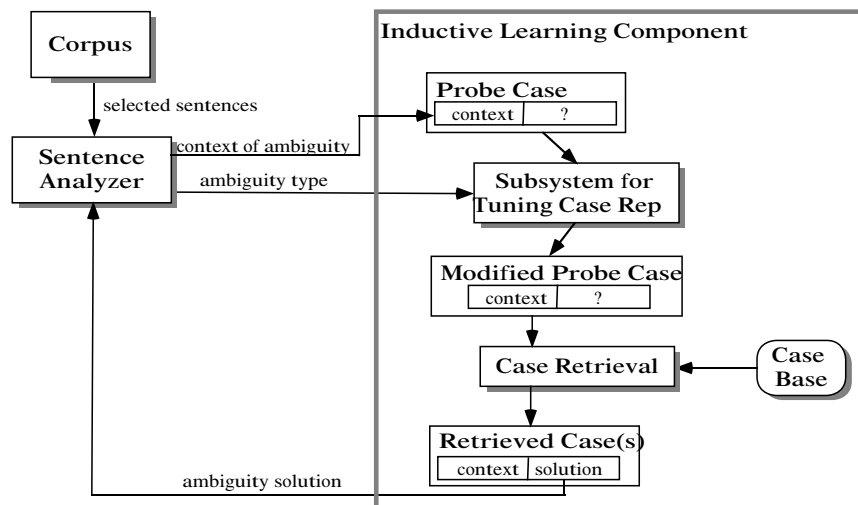 Corpus
Inductive Learning Component
selected sentences
Probe Case
context ?
context of ambiguity
Sentence
Analyzer
ambiguity type
Subsystem for
Tuning Case Rep
Modified Probe Case
context ?
Case Retrieval
Case
Base
Retrieved Case(s)
context solution
ambiguity solution